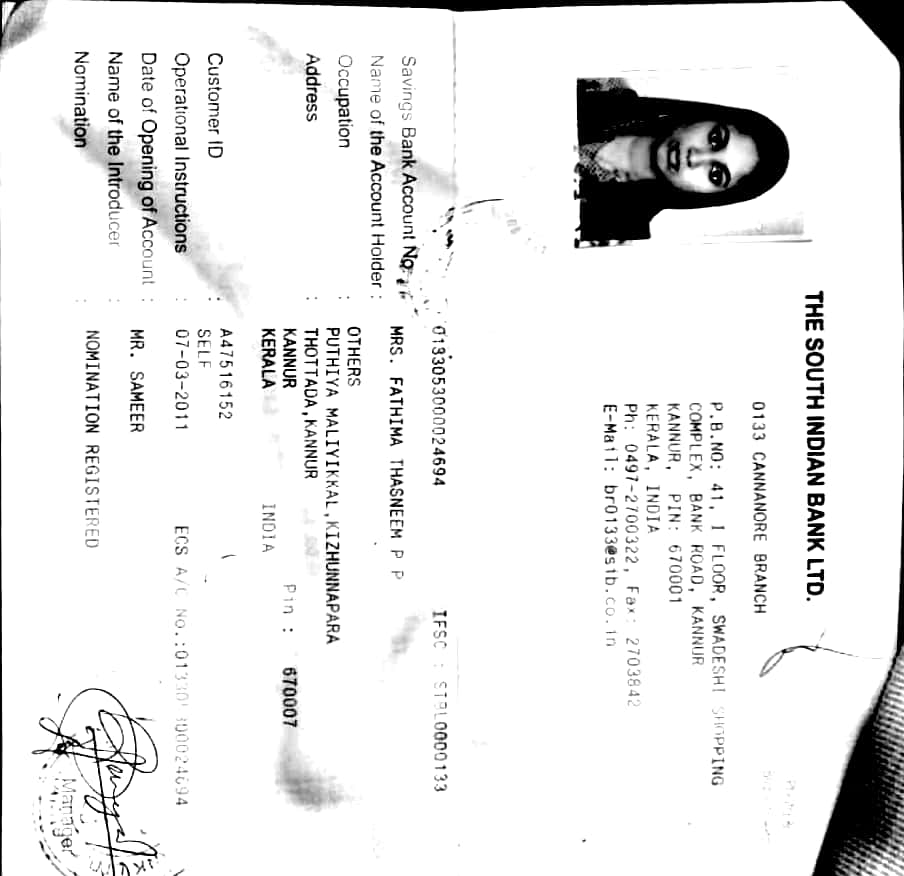 THE SOUTH INDIAN BANK LTD.
0133 CANNANORE BRANCH
P.B.NO: 41, I FLOOR, SWADESHI SHOPPING
COMPLEX, BANK ROAD, KANNUR
KANNUR, PIN: 670001
KERALA, INDIA
Ph: 0497-2700322, Fax: 2703842
E-Mail: br0133@sib.co.in
Savings Bank Account No. : 0133053000024694 IFSC : SIBL0000133
Name of the Account Holder : MRS. FATHIMA THASNEEM P P
Occupation : OTHERS
Address : PUTHIYA MALIYIKKAL,KIZHUNNAPARA
THOTTADA,KANNUR
KANNUR Pin : 670007
KERALA INDIA
Customer ID : A47516152
Operational Instructions : SELF
Date of Opening of Account : 07-03-2011 ECS A/C No.:
Name of the Introducer : MR. SAMEER
Nomination : NOMINATION REGISTERED
Manager